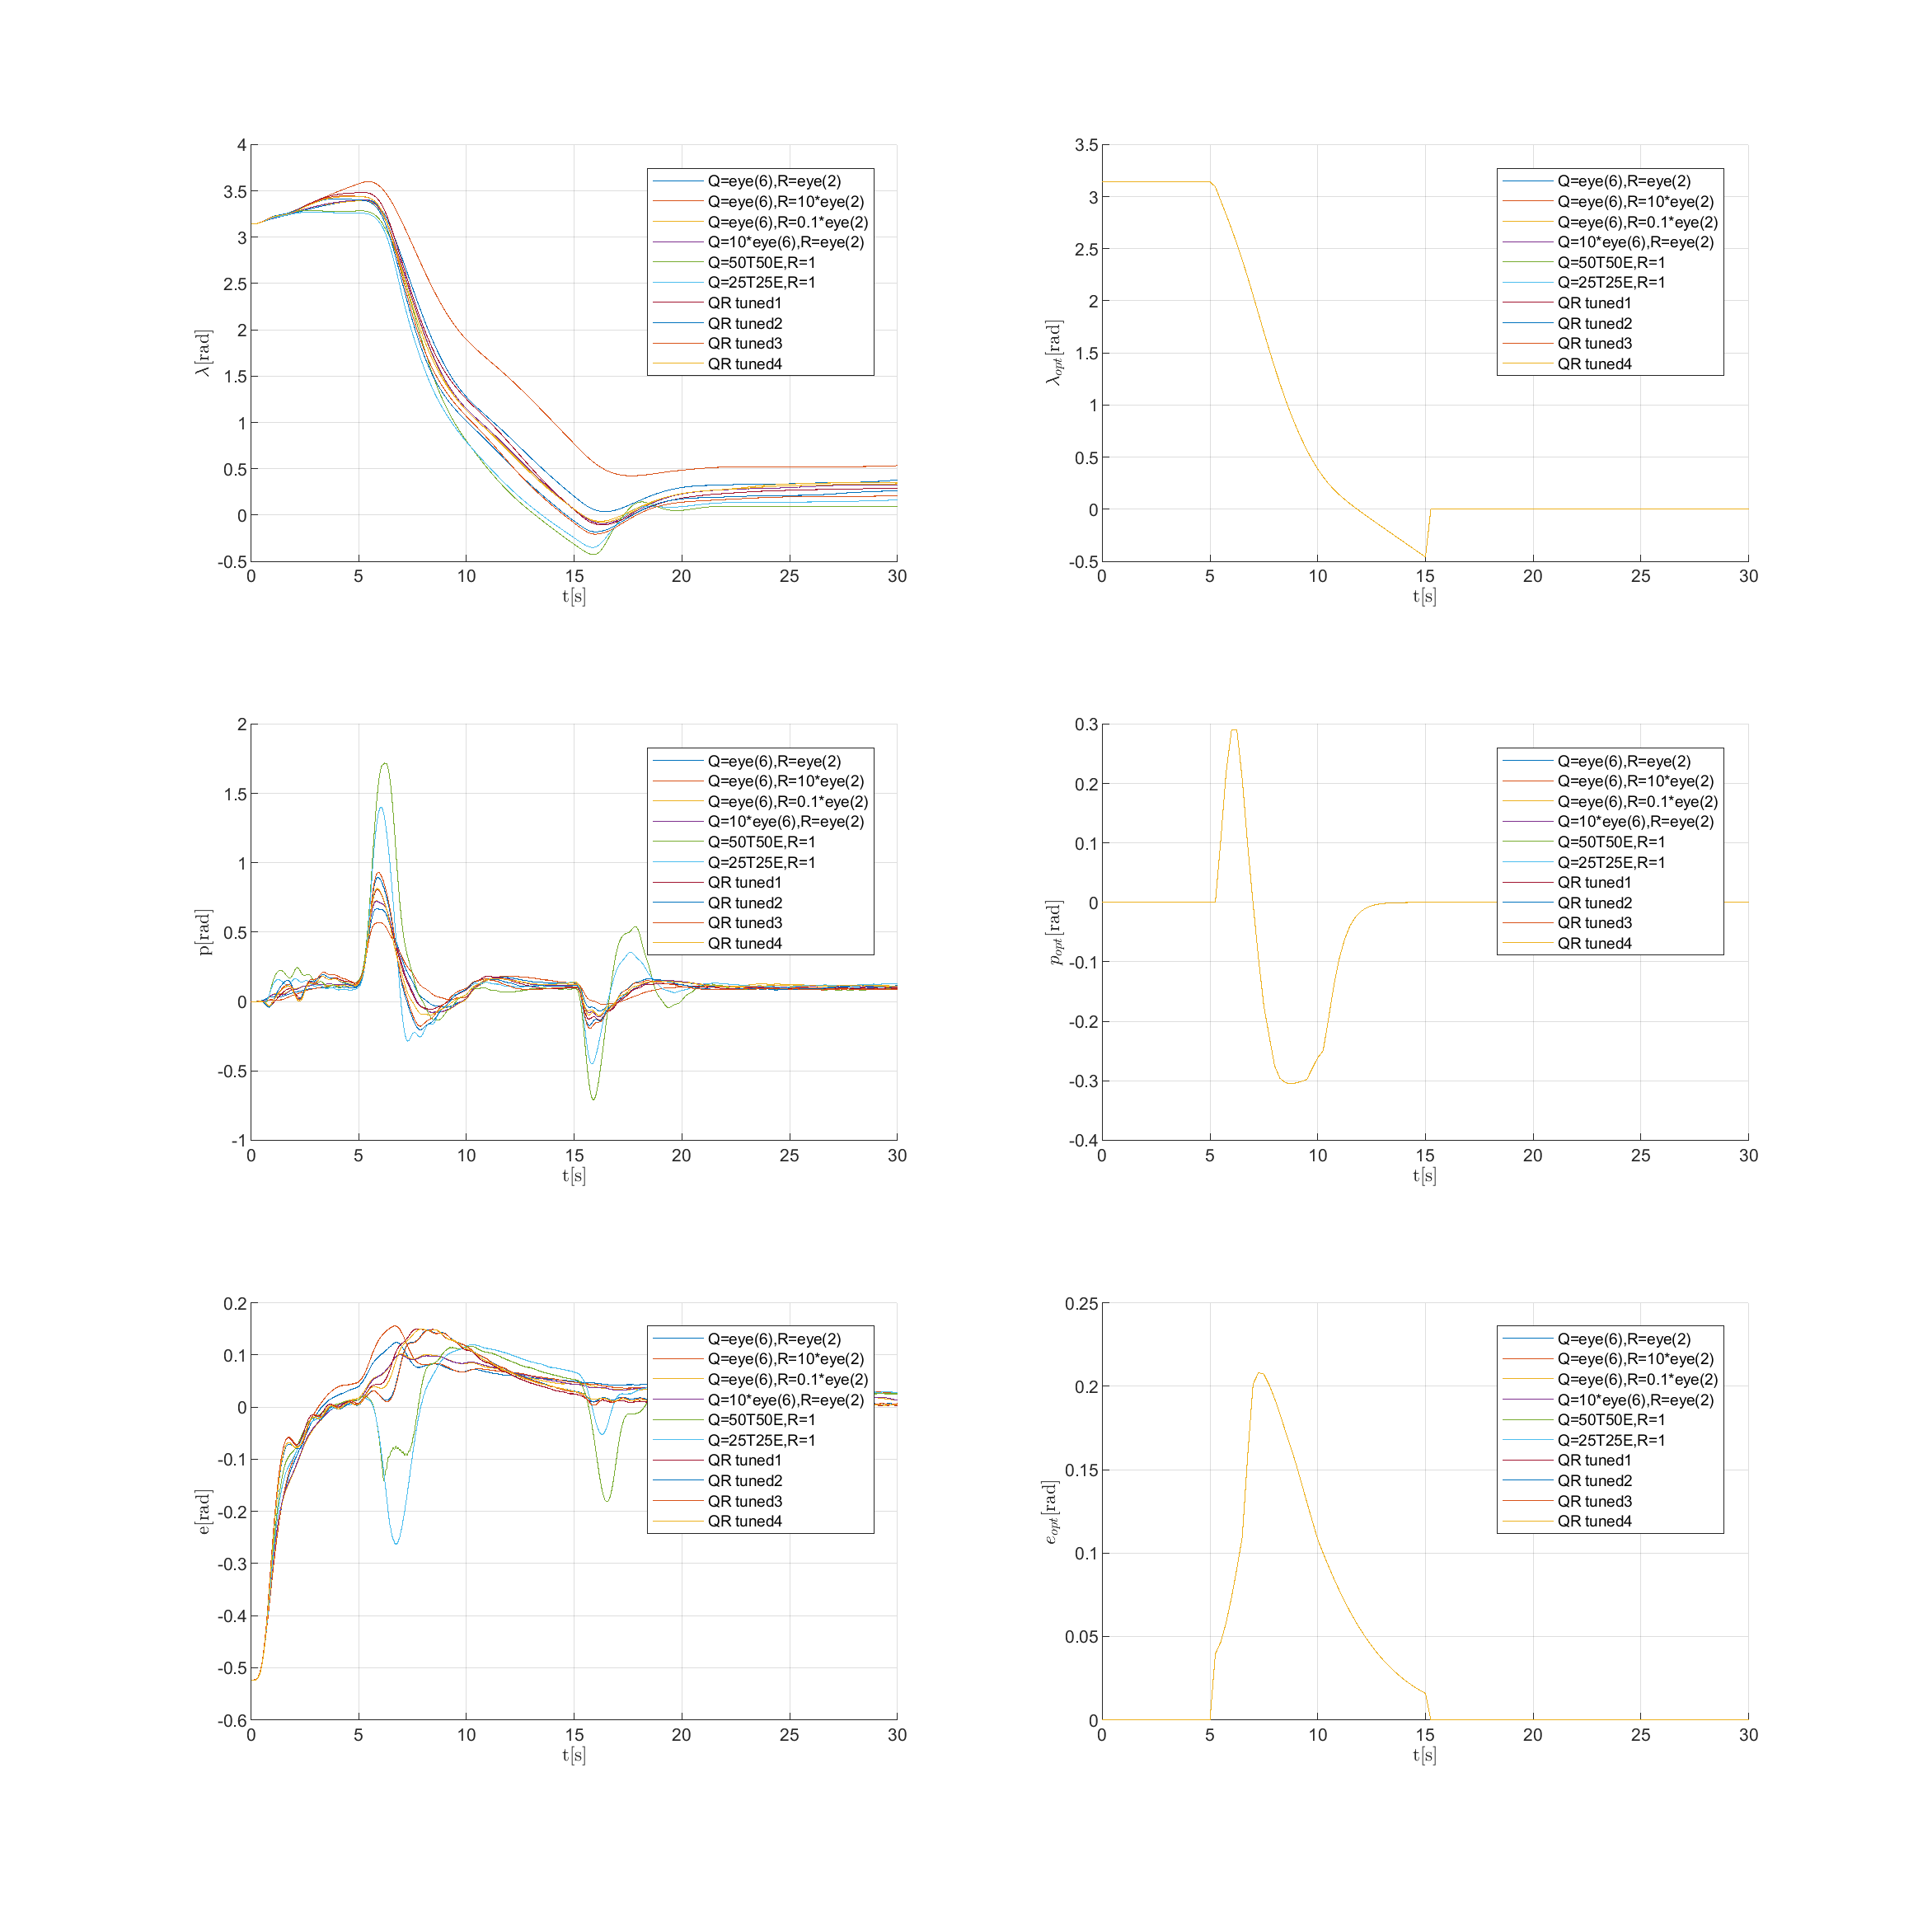 4
3.5
3
2.5
2
1.5
1
0.5
0
-0.5
λ[rad]
0 5 10 15 20 25 30
t[s]
Q=eye(6),R=eye(2)
Q=eye(6),R=10*eye(2)
Q=eye(6),R=0.1*eye(2)
Q=10*eye(6),R=eye(2)
Q=50T50E,R=1
Q=25T25E,R=1
QR tuned1
QR tuned2
QR tuned3
QR tuned4
3.5
3
2.5
2
1.5
1
0.5
0
-0.5
λopt[rad]
0 5 10 15 20 25 30
t[s]
Q=eye(6),R=eye(2)
Q=eye(6),R=10*eye(2)
Q=eye(6),R=0.1*eye(2)
Q=10*eye(6),R=eye(2)
Q=50T50E,R=1
Q=25T25E,R=1
QR tuned1
QR tuned2
QR tuned3
QR tuned4
2
1.5
1
0.5
0
-0.5
-1
p[rad]
0 5 10 15 20 25 30
t[s]
Q=eye(6),R=eye(2)
Q=eye(6),R=10*eye(2)
Q=eye(6),R=0.1*eye(2)
Q=10*eye(6),R=eye(2)
Q=50T50E,R=1
Q=25T25E,R=1
QR tuned1
QR tuned2
QR tuned3
QR tuned4
0.3
0.2
0.1
0
-0.1
-0.2
-0.3
-0.4
popt[rad]
0 5 10 15 20 25 30
t[s]
Q=eye(6),R=eye(2)
Q=eye(6),R=10*eye(2)
Q=eye(6),R=0.1*eye(2)
Q=10*eye(6),R=eye(2)
Q=50T50E,R=1
Q=25T25E,R=1
QR tuned1
QR tuned2
QR tuned3
QR tuned4
0.2
0.1
0
-0.1
-0.2
-0.3
-0.4
-0.5
-0.6
e[rad]
0 5 10 15 20 25 30
t[s]
Q=eye(6),R=eye(2)
Q=eye(6),R=10*eye(2)
Q=eye(6),R=0.1*eye(2)
Q=10*eye(6),R=eye(2)
Q=50T50E,R=1
Q=25T25E,R=1
QR tuned1
QR tuned2
QR tuned3
QR tuned4
0.25
0.2
0.15
0.1
0.05
0
eopt[rad]
0 5 10 15 20 25 30
t[s]
Q=eye(6),R=eye(2)
Q=eye(6),R=10*eye(2)
Q=eye(6),R=0.1*eye(2)
Q=10*eye(6),R=eye(2)
Q=50T50E,R=1
Q=25T25E,R=1
QR tuned1
QR tuned2
QR tuned3
QR tuned4